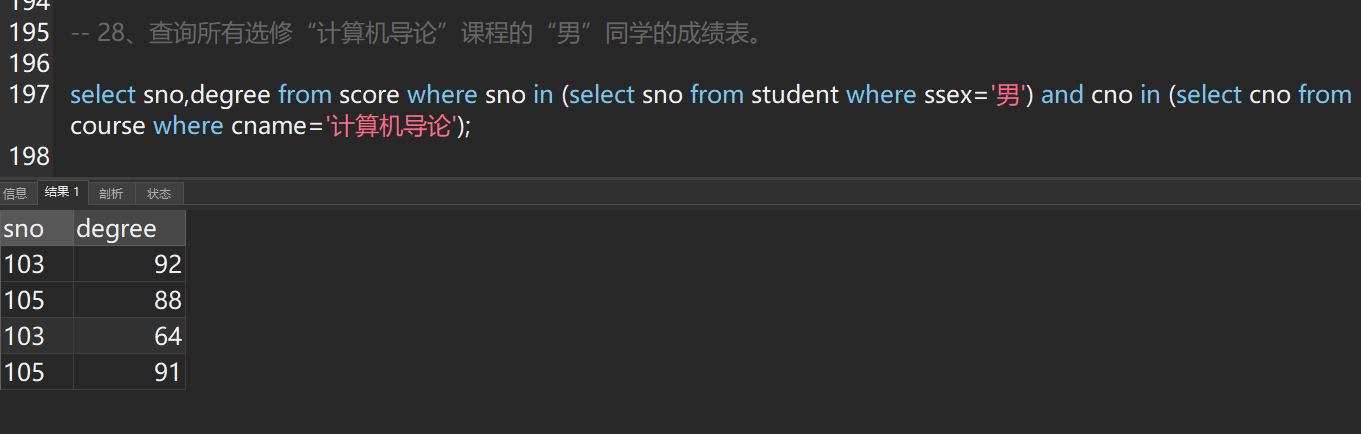 194
195 -- 28、查询所有选修“计算机导论”课程的“男”同学的成绩表。
196
197 select sno,degree from score where sno in (select sno from student where ssex='男') and cno in (select cno from
course where cname='计算机导论');
198
信息 结果 1 剖析 状态
sno degree
103 92
105 88
103 64
105 91